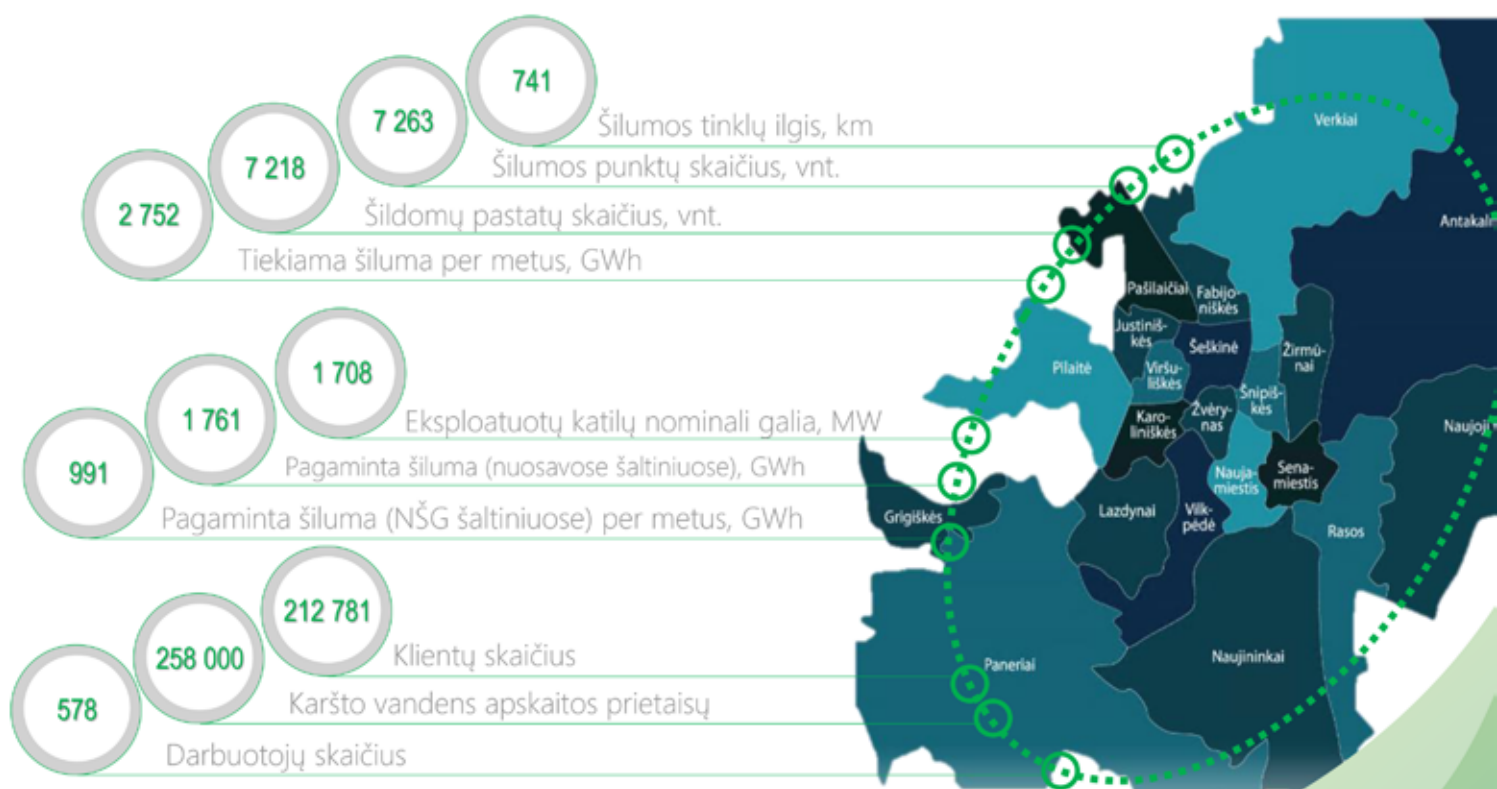 741
Šilumos tinklų ilgis, km
7 263
Šilumos punktų skaičius, vnt.
7 218
Šildomų pastatų skaičius, vnt.
2 752
Tiekiama šiluma per metus, GWh
1 708
Eksploatuotų katilų nominali galia, MW
1 761
Pagaminta šiluma (nuosavose šaltiniuose), GWh
991
Pagaminta šiluma (NŠG šaltiniuose) per metus, GWh
212 781
Klientų skaičius
258 000
Karšto vandens apskaitos prietaisų
578
Darbuotojų skaičius
Verkiai
Antakaln
Pašilaičiai
Fabijo-
niškės
Justiniš-
kės
Šeškinė
Žirmū-
nai
Pilaitė
Viršu-
liškės
Šnipiš-
kės
Karo-
liniškės
Žvėry-
nas
Naujoji
Nauja-
miestis
Sena-
miestis
Grigiškės
Lazdynai
Vilk-
pėdė
Rasos
Paneriai
Naujininkai